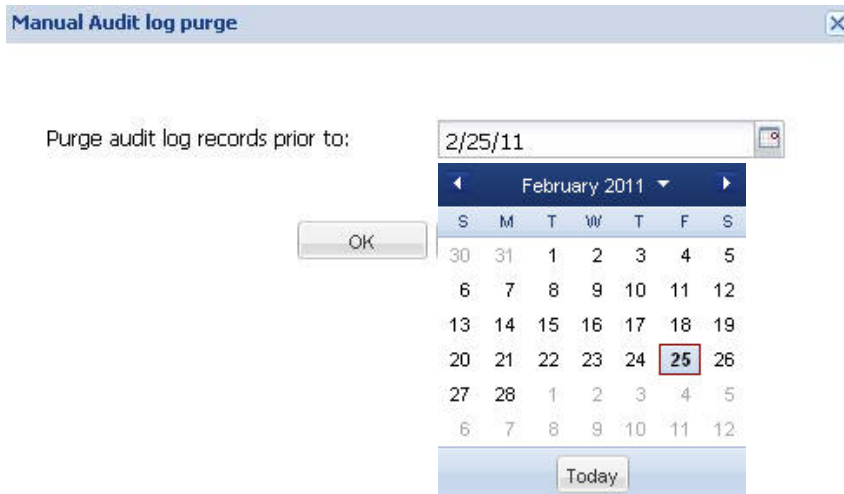 Manual Audit log purge
Purge audit log records prior to:
2/25/11
February 2011
S M T W T F S
30 31 1 2 3 4 5
OK
6 7 8 9 10 11 12
13 14 15 16 17 18 19
20 21 22 23 24 25 26
27 28 1 2 3 4 5
6 7 8 9 10 11 12
Today